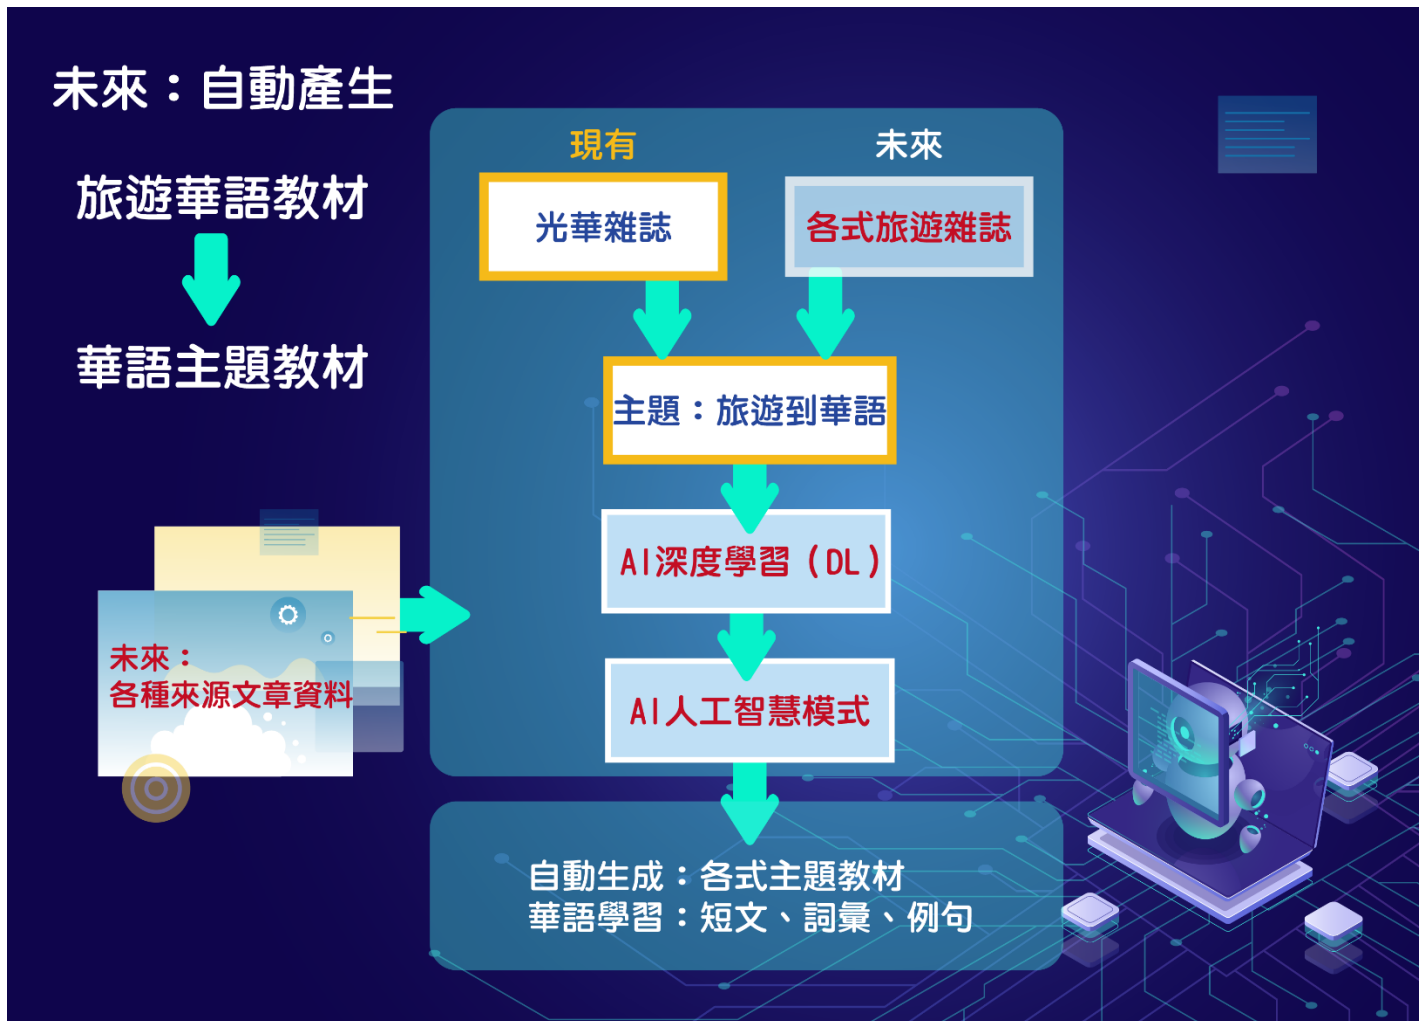 未來：自動產生
旅遊華語教材
華語主題教材
現有
未來
光華雜誌
各式旅遊雜誌
主題：旅遊到華語
AI深度學習（DL）
AI人工智慧模式
未來：
各種來源文章資料
自動生成：各式主題教材
華語學習：短文、詞彙、例句